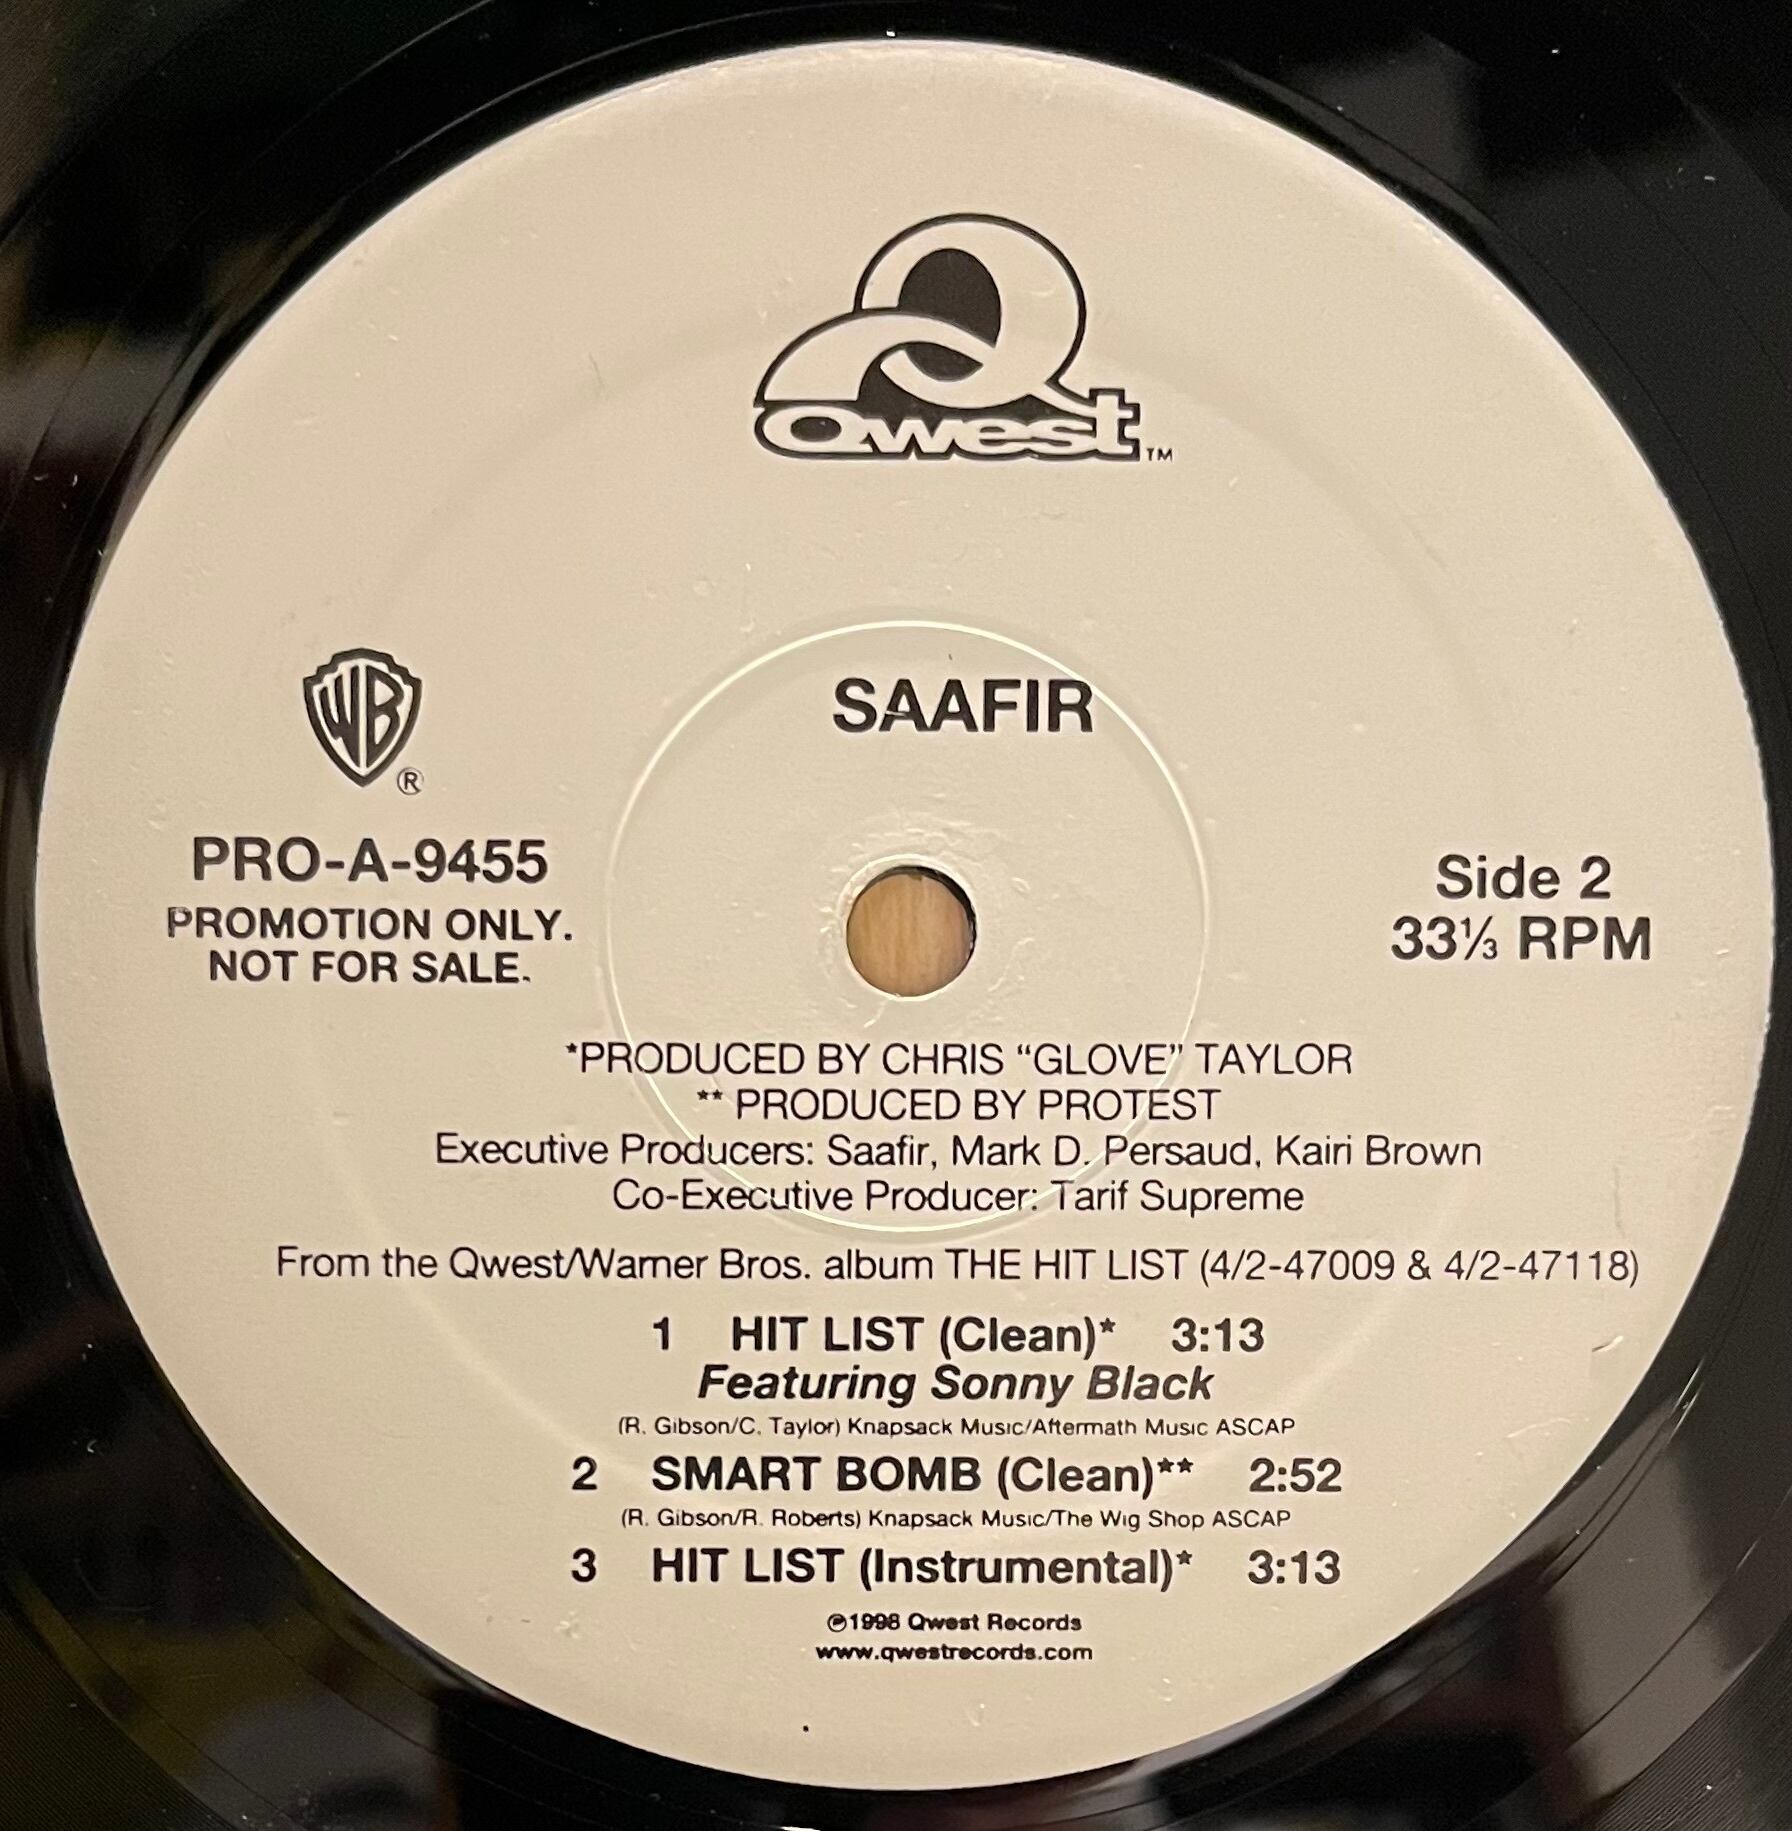 Qwest™
SAAFIR
WB®
PRO-A-9455
PROMOTION ONLY.
NOT FOR SALE.
Side 2
33⅓ RPM
*PRODUCED BY CHRIS “GLOVE” TAYLOR
** PRODUCED BY PROTEST
Executive Producers: Saafir, Mark D. Persaud, Kairi Brown
Co-Executive Producer: Tarif Supreme
From the Qwest/Warner Bros. album THE HIT LIST (4/2-47009 & 4/2-47118)
1 HIT LIST (Clean)* 3:13
Featuring Sonny Black
(R. Gibson/C. Taylor) Knapsack Music/Aftermath Music ASCAP
2 SMART BOMB (Clean)** 2:52
(R. Gibson/R. Roberts) Knapsack Music/The Wig Shop ASCAP
3 HIT LIST (Instrumental)* 3:13
℗1998 Qwest Records
www.qwestrecords.com